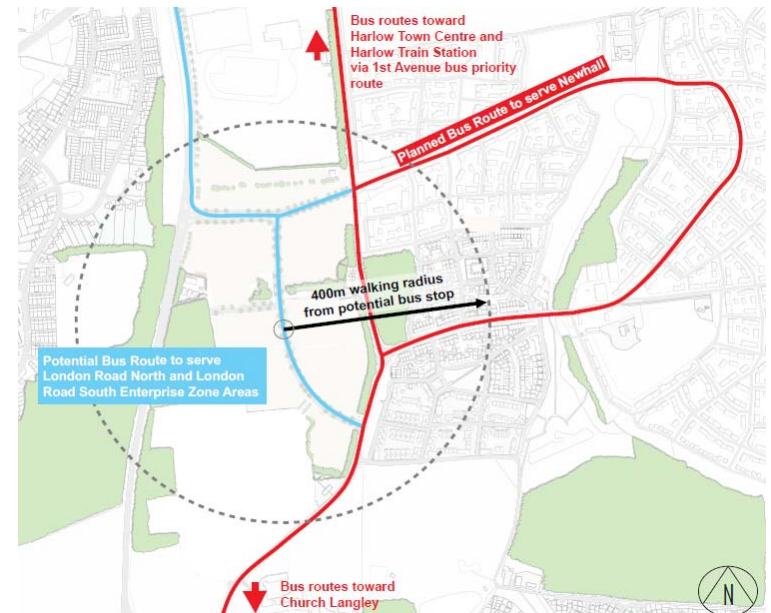 Bus routes toward
Harlow Town Centre and
Harlow Train Station
via 1st Avenue bus priority
route
Planned Bus Route to serve Newhall
400m walking radius
from potential bus stop
Potential Bus Route to serve
London Road North and London
Road South Enterprise Zone Areas
Bus routes toward
Church Langley
N